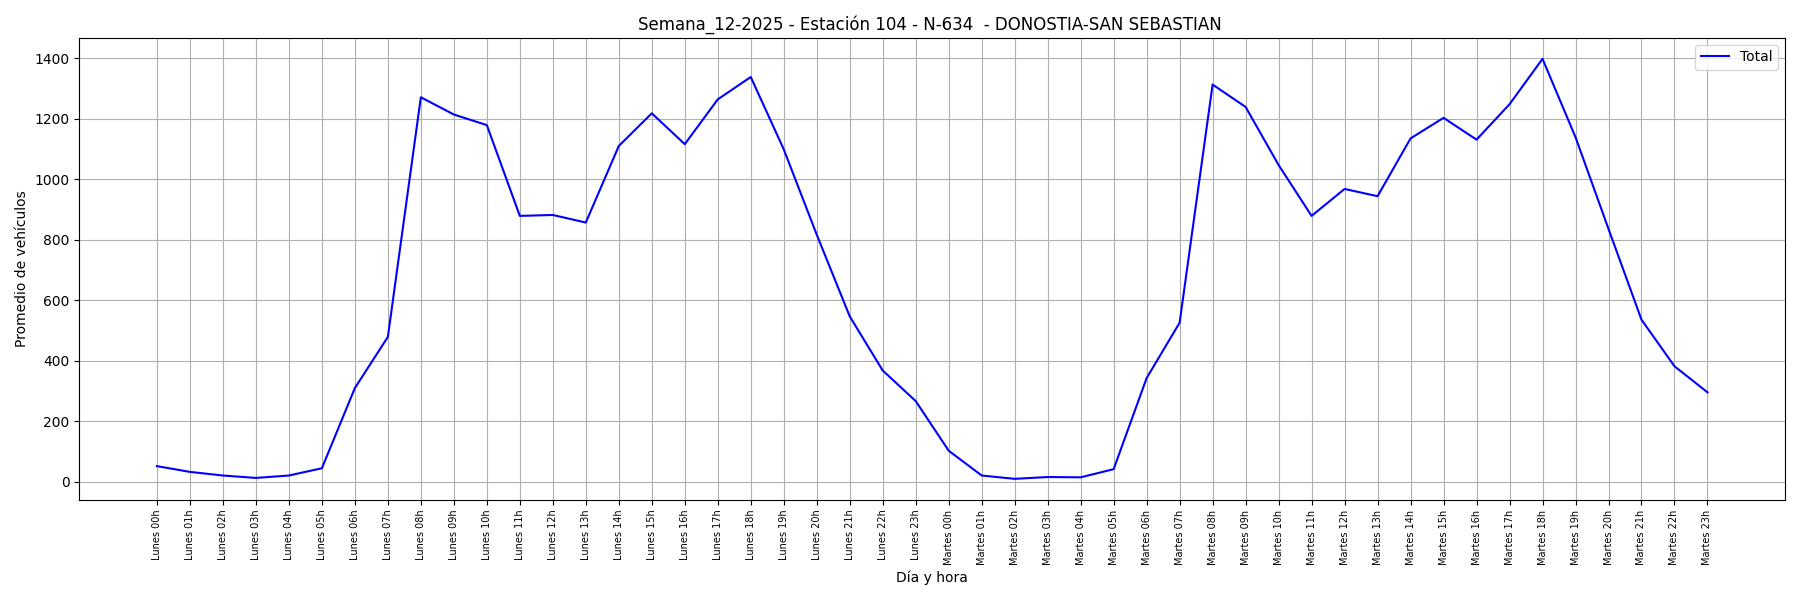 Semana_12-2025 - Estación 104 - N-634  - DONOSTIA-SAN SEBASTIAN
Total
Promedio de vehículos
1400
1200
1000
800
600
400
200
0
Lunes 00h
Lunes 01h
Lunes 02h
Lunes 03h
Lunes 04h
Lunes 05h
Lunes 06h
Lunes 07h
Lunes 08h
Lunes 09h
Lunes 10h
Lunes 11h
Lunes 12h
Lunes 13h
Lunes 14h
Lunes 15h
Lunes 16h
Lunes 17h
Lunes 18h
Lunes 19h
Lunes 20h
Lunes 21h
Lunes 22h
Lunes 23h
Martes 00h
Martes 01h
Martes 02h
Martes 03h
Martes 04h
Martes 05h
Martes 06h
Martes 07h
Martes 08h
Martes 09h
Martes 10h
Martes 11h
Martes 12h
Martes 13h
Martes 14h
Martes 15h
Martes 16h
Martes 17h
Martes 18h
Martes 19h
Martes 20h
Martes 21h
Martes 22h
Martes 23h
Día y hora